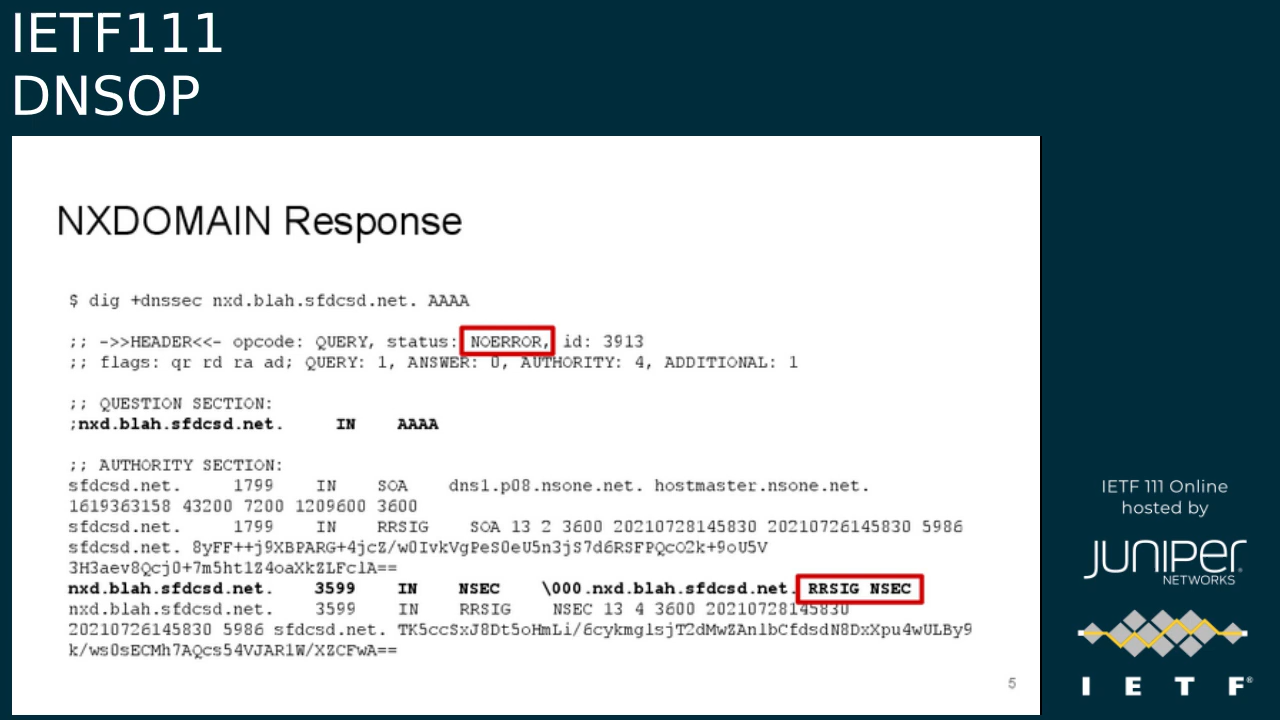 IETF111
DNSOP
NXDOMAIN Response
$ dig +dnssec nxd.blah.sfdcsd.net. AAAA
;; ->>HEADER<<- opcode: QUERY, status: NOERROR, id: 3913
;; flags: qr rd ra ad; QUERY: 1, ANSWER: 0, AUTHORITY: 4, ADDITIONAL: 1
;; QUESTION SECTION:
;nxd.blah.sfdcsd.net. IN AAAA
;; AUTHORITY SECTION:
sfdcsd.net. 1799 IN SOA dns1.p08.nsone.net. hostmaster.nsone.net.
1619363158 43200 7200 1209600 3600
sfdcsd.net. 1799 IN RRSIG SOA 13 2 3600 20210728145830 20210726145830 5986
sfdcsd.net. 8yFF++j9XBPARG+4jcZ/w0IvkVgPeS0eU5n3jS7d6RSFPQcO2k+9oU5V
3H3aev8Qcj0+7m5ht1Z4oaXkZLFclA==
nxd.blah.sfdcsd.net. 3599 IN NSEC \000.nxd.blah.sfdcsd.net. RRSIG NSEC
nxd.blah.sfdcsd.net. 3599 IN RRSIG NSEC 13 4 3600 20210728145830
20210726145830 5986 sfdcsd.net. TK5ccSxJ8Dt5oHmLi/6cykmglsjT2dMwZAnlbCfdsdN8DxXpu4wULBy9
k/ws0sECMh7AQcs54VJAR1W/XZCFwA==
5
IETF 111 Online
hosted by
JUNIPER
NETWORKS
I E T F®